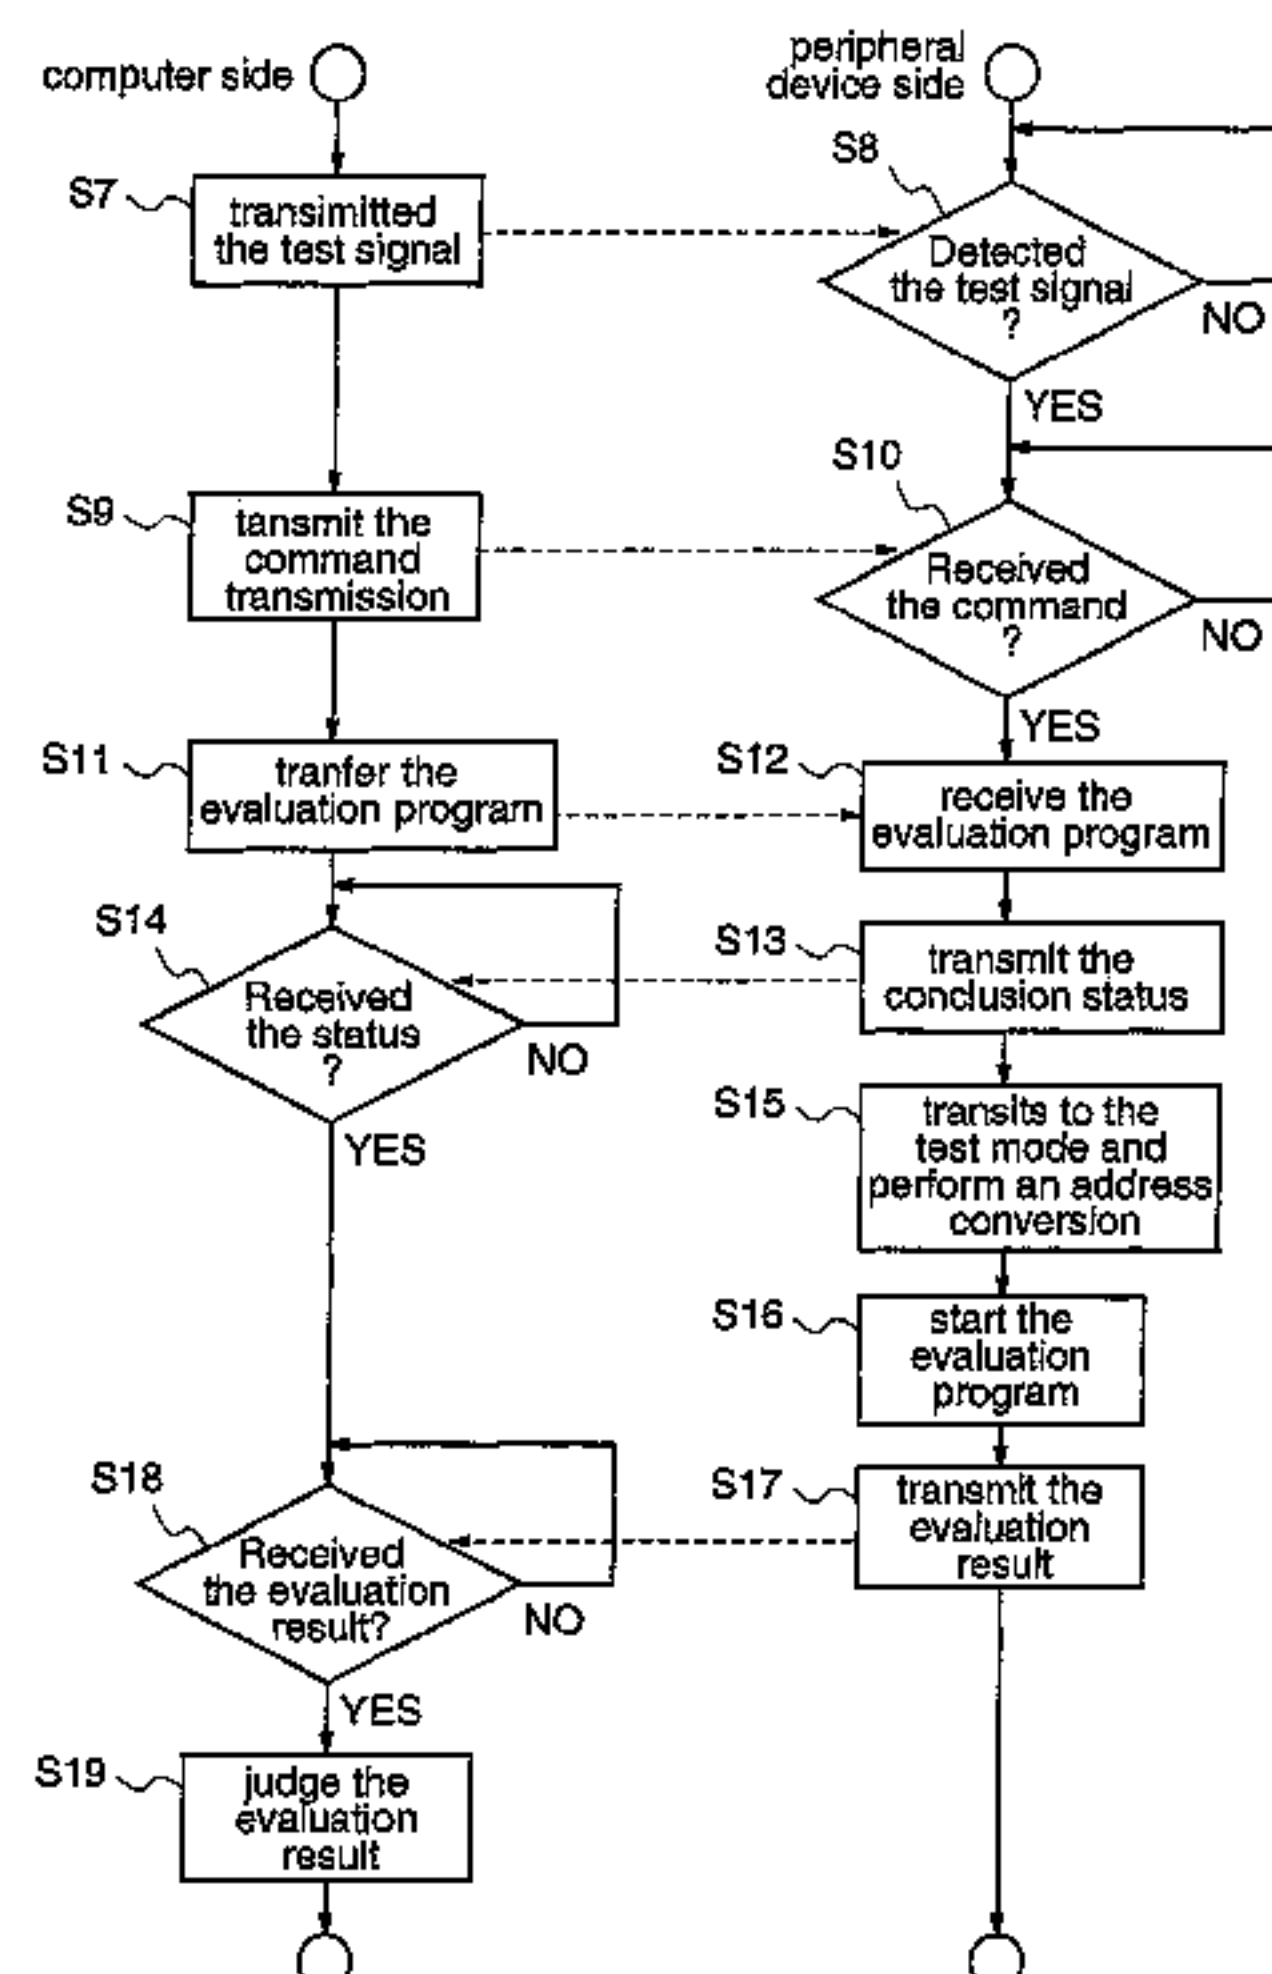 computer side
peripheral
device side
S7
transimitted
the test signal
S8
Detected
the test signal
?
NO
YES
S9
tansmit the
command
transmission
S10
Received
the command
?
NO
YES
S11
tranfer the
evaluation program
S12
receive the
evaluation program
S14
Received
the status
?
NO
YES
S13
transmit the
conclusion status
S15
transits to the
test mode and
perform an address
conversion
S16
start the
evaluation
program
S18
Received
the evaluation
result?
NO
YES
S17
transmit the
evaluation
result
S19
judge the
evaluation
result